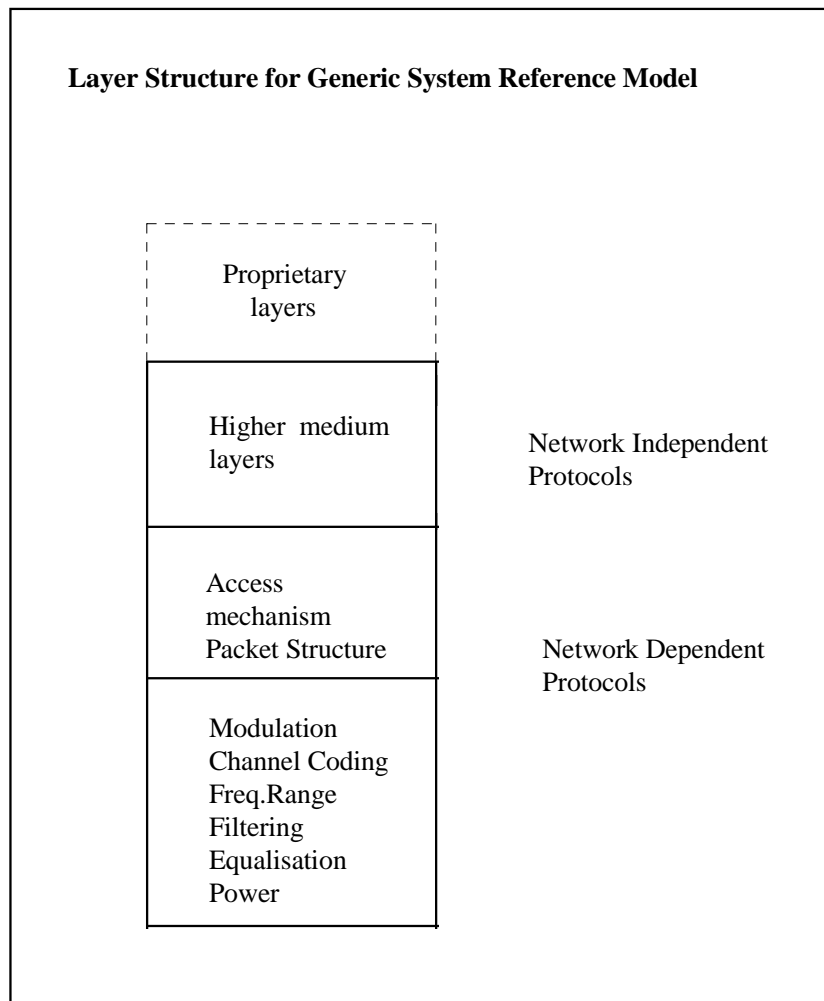 Layer Structure for Generic System Reference Model
Proprietary
layers
Higher medium
layers
Network Independent
Protocols
Access
mechanism
Packet Structure
Network Dependent
Protocols
Modulation
Channel Coding
Freq.Range
Filtering
Equalisation
Power